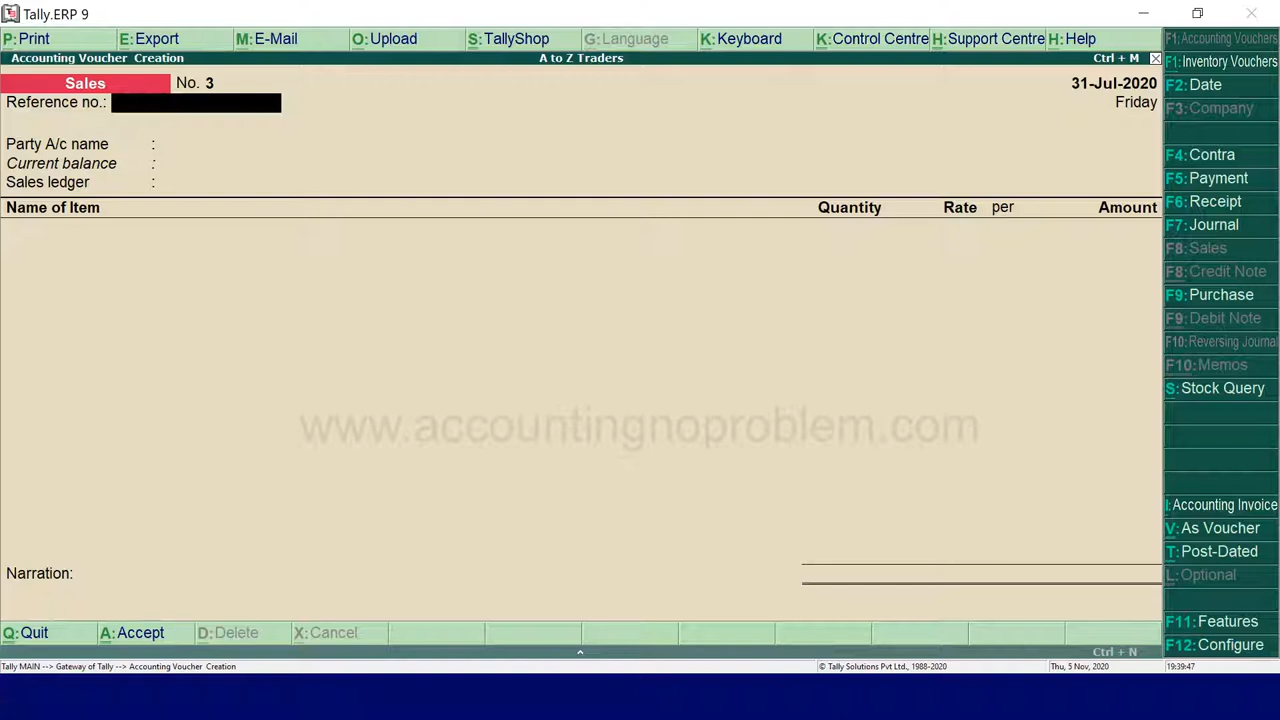 Tally.ERP 9
P: Print E: Export M: E-Mail O: Upload S: TallyShop G: Language K: Keyboard K: Control Centre H: Support Centre H: Help
Accounting Voucher Creation A to Z Traders Ctrl + M
Sales No. 3 31-Jul-2020
Reference no.: Friday
Party A/c name :
Current balance :
Sales ledger :
Name of Item Quantity Rate per Amount
www.accountingnoproblem.com
Narration:
Q: Quit A: Accept D: Delete X: Cancel
Ctrl + N
Tally MAIN --> Gateway of Tally --> Accounting Voucher Creation © Tally Solutions Pvt Ltd., 1988-2020 Thu, 5 Nov, 2020 19:39:47
F1: Accounting Vouchers
F1: Inventory Vouchers
F2: Date
F3: Company
F4: Contra
F5: Payment
F6: Receipt
F7: Journal
F8: Sales
F8: Credit Note
F9: Purchase
F9: Debit Note
F10: Reversing Journal
F10: Memos
S: Stock Query
I: Accounting Invoice
V: As Voucher
T: Post-Dated
L: Optional
F11: Features
F12: Configure